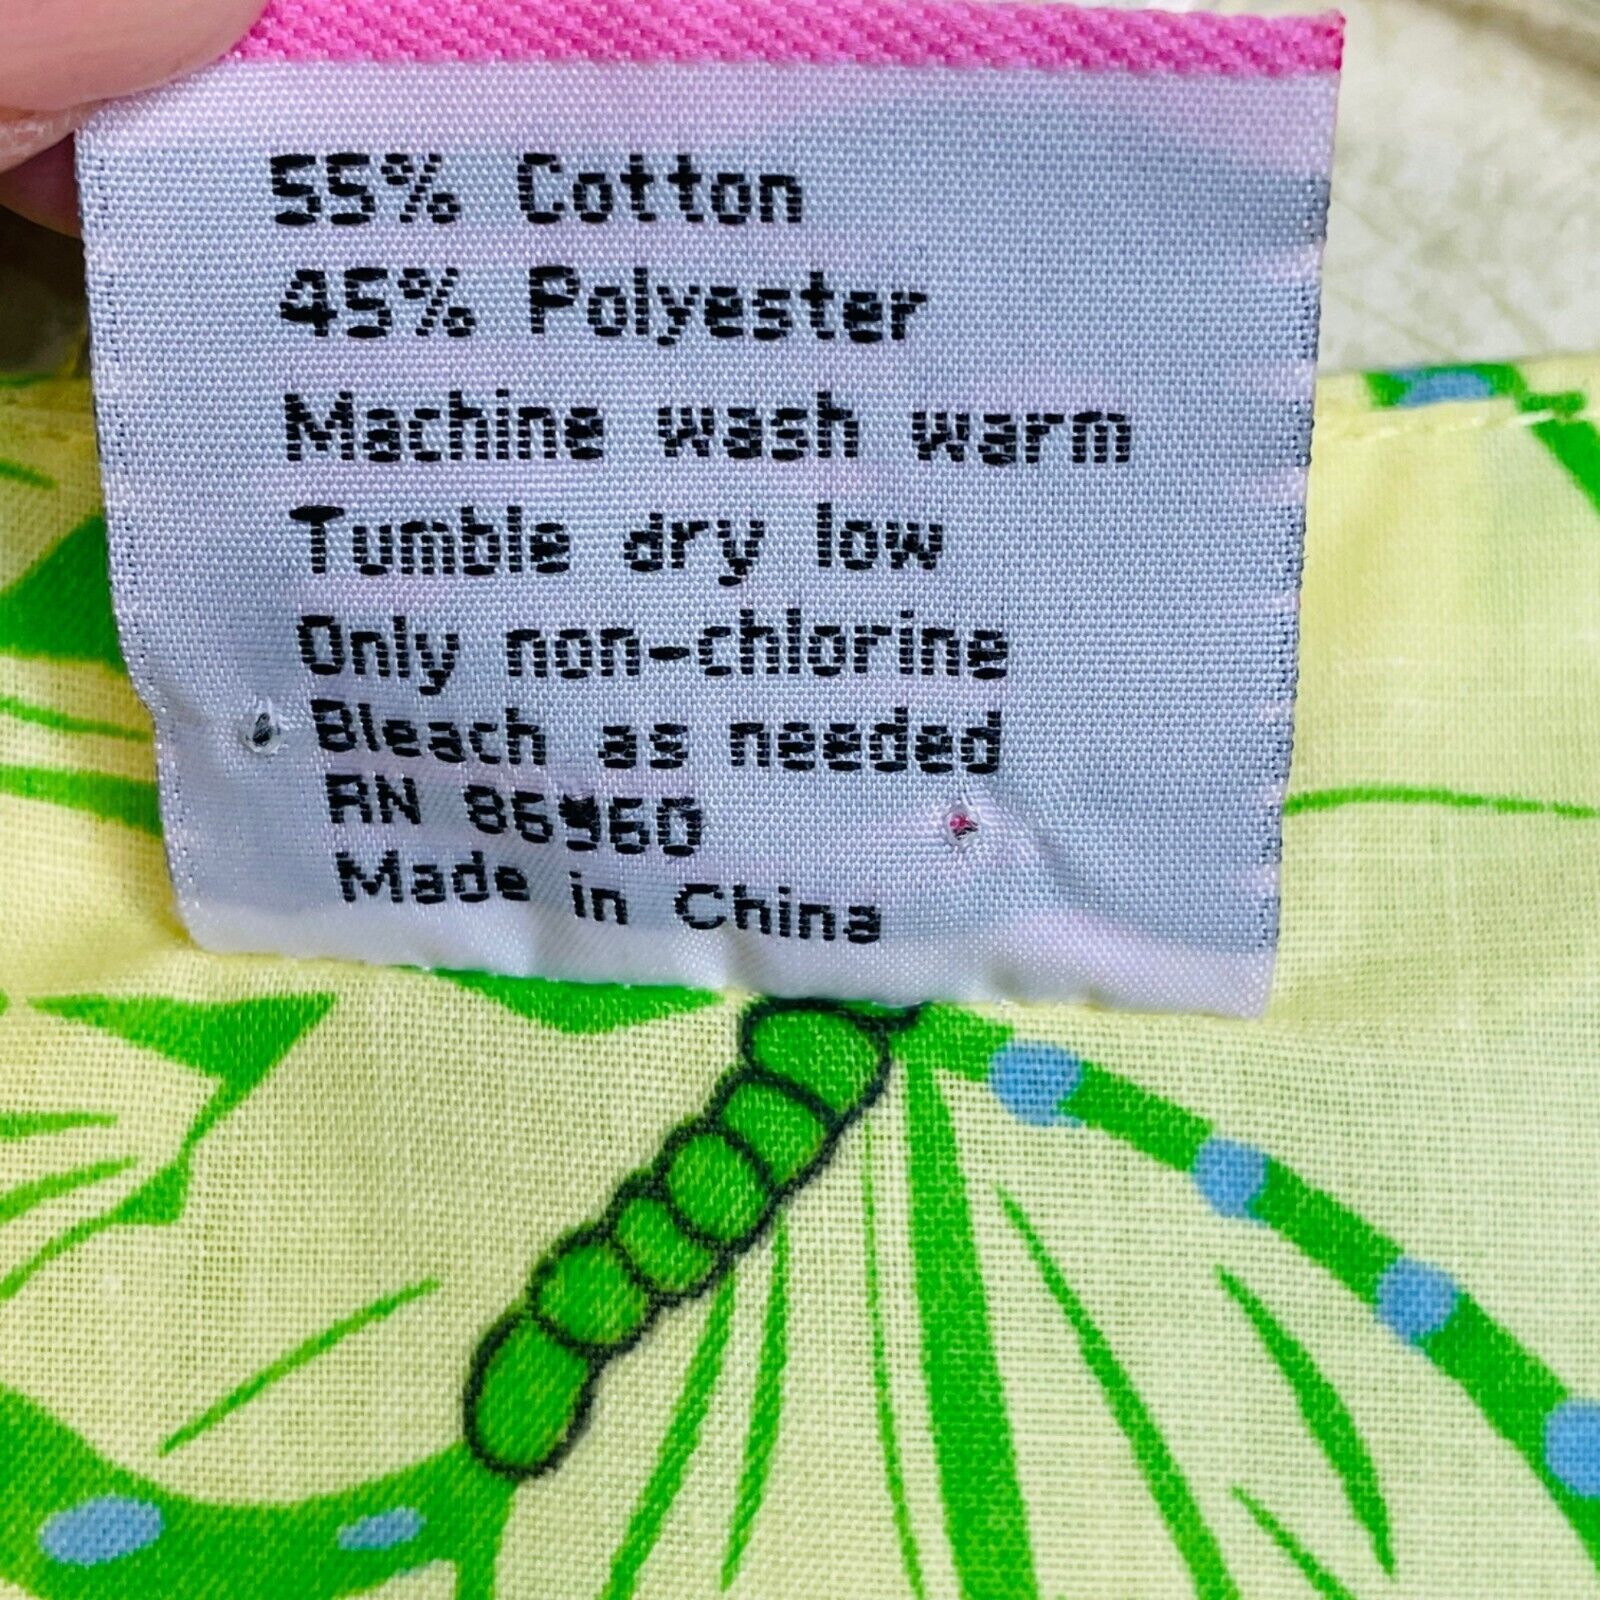 55% Cotton
45% Polyester
Machine wash warm
Tumble dry low
Only non-chlorine
Bleach as needed
RN 86960
Made in China